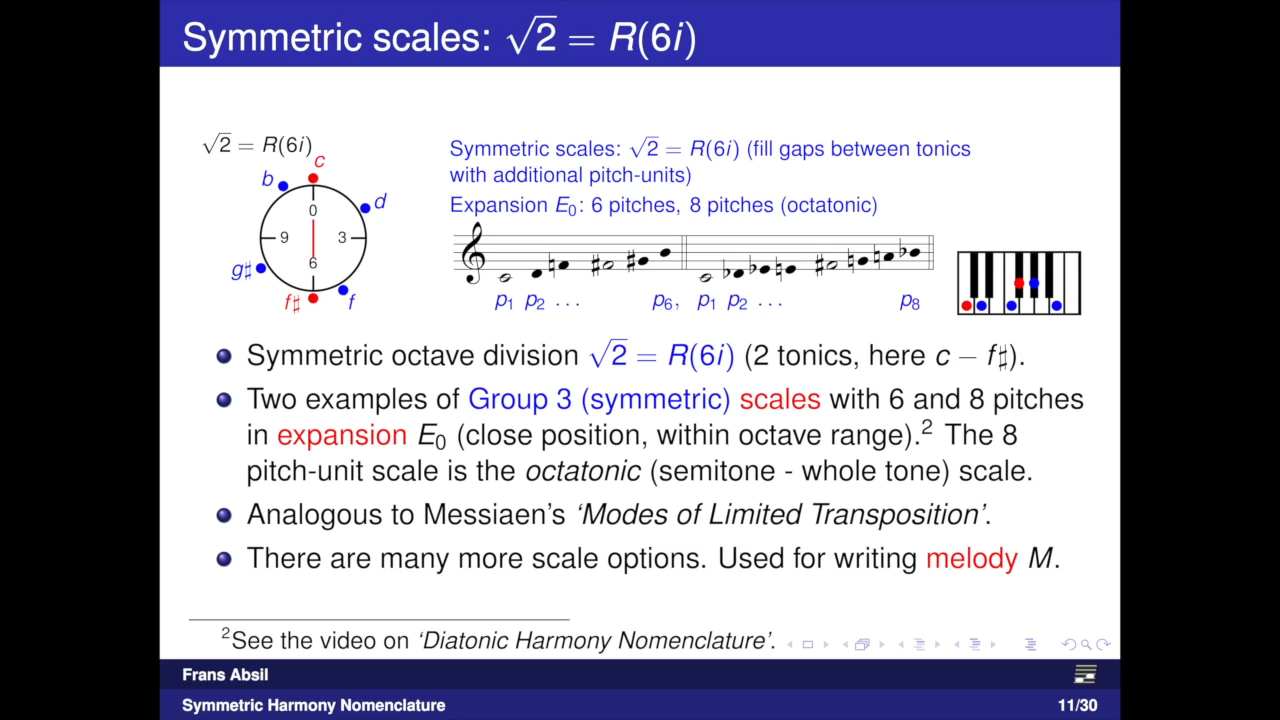 Symmetric scales: √2 = R(6i)
√2 = R(6i)
c
b
d
0
9
3
6
g♯
f♯
f
Symmetric scales: √2 = R(6i) (fill gaps between tonics
with additional pitch-units)
Expansion E₀: 6 pitches, 8 pitches (octatonic)
p₁ p₂ ... p₆, p₁ p₂ ... p₈
Symmetric octave division √2 = R(6i) (2 tonics, here c − f♯).
Two examples of Group 3 (symmetric) scales with 6 and 8 pitches
in expansion E₀ (close position, within octave range).² The 8
pitch-unit scale is the octatonic (semitone - whole tone) scale.
Analogous to Messiaen's 'Modes of Limited Transposition'.
There are many more scale options. Used for writing melody M.
²See the video on 'Diatonic Harmony Nomenclature'.
Frans Absil
Symmetric Harmony Nomenclature 11/30